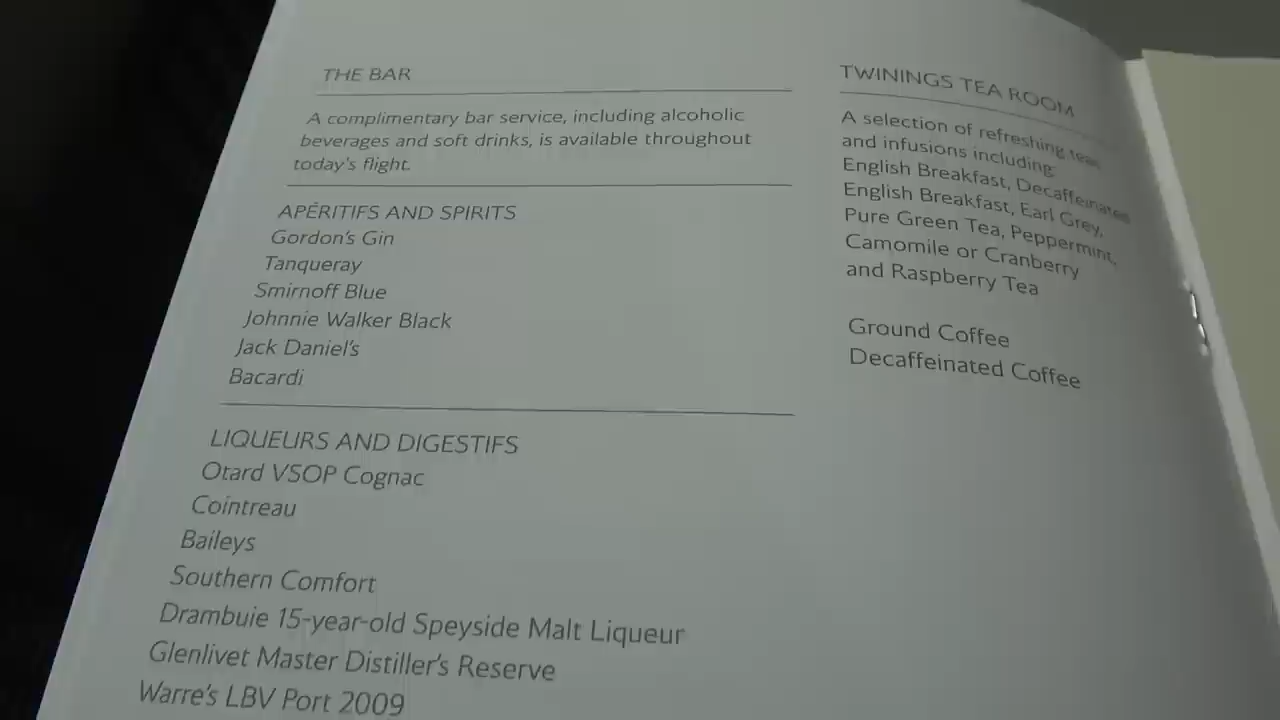 THE BAR
A complimentary bar service, including alcoholic
beverages and soft drinks, is available throughout
today's flight.
APÉRITIFS AND SPIRITS
Gordon's Gin
Tanqueray
Smirnoff Blue
Johnnie Walker Black
Jack Daniel's
Bacardi
LIQUEURS AND DIGESTIFS
Otard VSOP Cognac
Cointreau
Baileys
Southern Comfort
Drambuie 15-year-old Speyside Malt Liqueur
Glenlivet Master Distiller's Reserve
Warre's LBV Port 2009
TWININGS TEA ROOM
A selection of refreshing teas
and infusions including:
English Breakfast, Decaffeinated
English Breakfast, Earl Grey,
Pure Green Tea, Peppermint,
Camomile or Cranberry
and Raspberry Tea
Ground Coffee
Decaffeinated Coffee